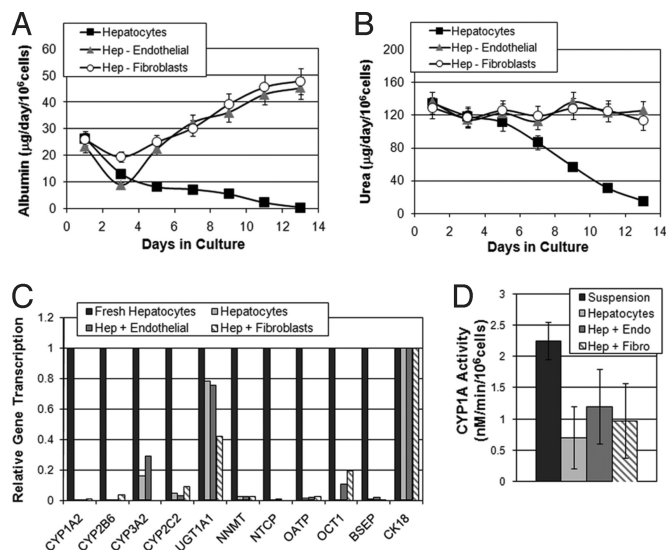 A
Hepatocytes
Hep - Endothelial
Hep - Fibroblasts
Albumin (µg/day/10⁶cells)
60
50
40
30
20
10
0
0 2 4 6 8 10 12 14
Days in Culture
B
Hepatocytes
Hep - Endothelial
Hep - Fibroblasts
Urea (µg/day/10⁶cells)
200
160
120
80
40
0
0 2 4 6 8 10 12 14
Days in Culture
C
Fresh Hepatocytes Hepatocytes
Hep + Endothelial Hep + Fibroblasts
Relative Gene Transcription
1.2
1
0.8
0.6
0.4
0.2
0
CYP1A2 CYP2B6 CYP3A2 CYP2C2 UGT1A1 NNMT NTCP OATP OCT1 BSEP CK18
D
Suspension
Hepatocytes
Hep + Endo
Hep + Fibro
CYP1A Activity
(nM/min/10⁶cells)
3
2.5
2
1.5
1
0.5
0